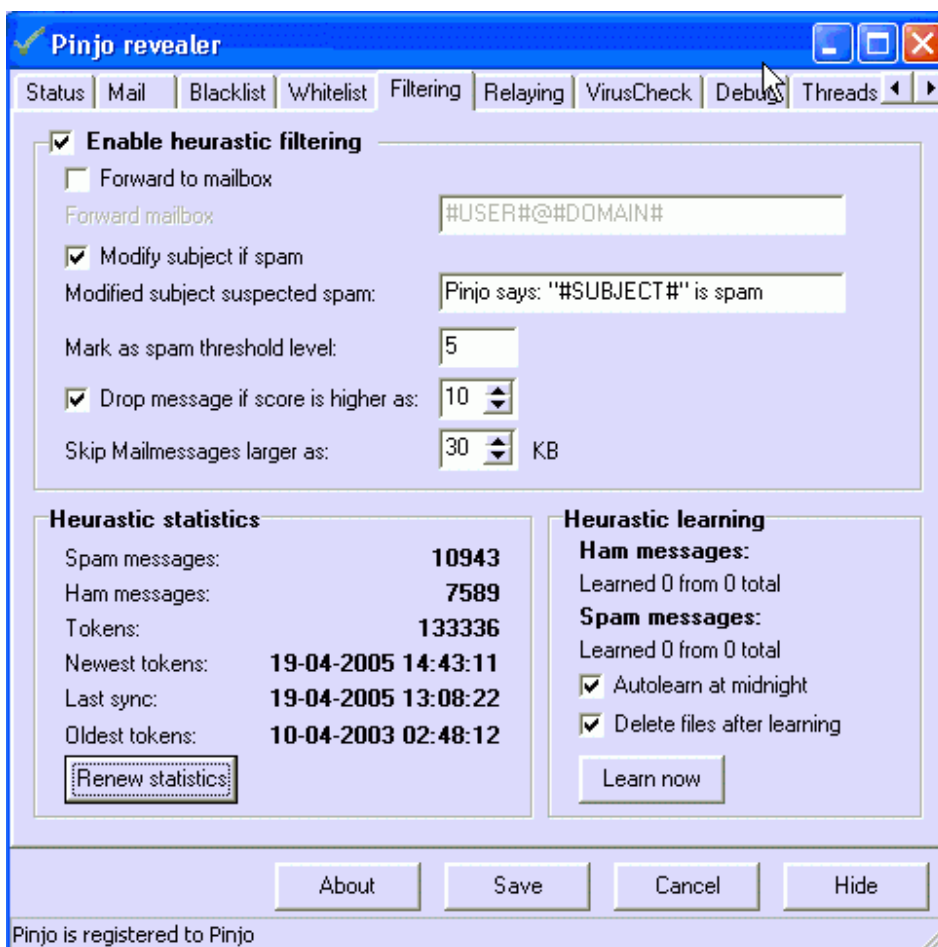 Pinjo revealer
Status Mail Blacklist Whitelist Filtering Relaying VirusCheck Debug Threads
Enable heurastic filtering
Forward to mailbox
Forward mailbox #USER#@#DOMAIN#
Modify subject if spam
Modified subject suspected spam: Pinjo says: "#SUBJECT#" is spam
Mark as spam threshold level: 5
Drop message if score is higher as: 10
Skip Mailmessages larger as: 30 KB
Heurastic statistics
Spam messages: 10943
Ham messages: 7589
Tokens: 133336
Newest tokens: 19-04-2005 14:43:11
Last sync: 19-04-2005 13:08:22
Oldest tokens: 10-04-2003 02:48:12
Renew statistics
Heurastic learning
Ham messages:
Learned 0 from 0 total
Spam messages:
Learned 0 from 0 total
Autolearn at midnight
Delete files after learning
Learn now
About Save Cancel Hide
Pinjo is registered to Pinjo